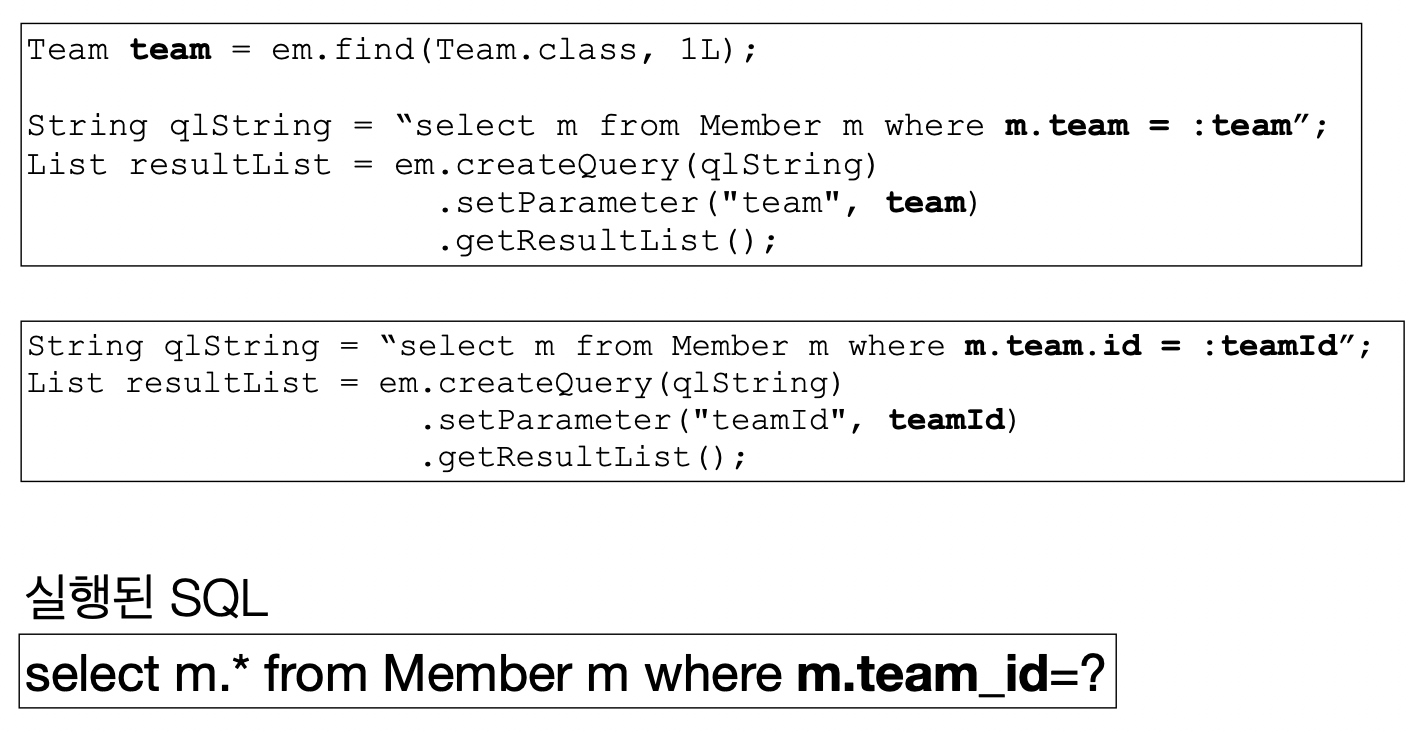 Team team = em.find(Team.class, 1L);
String qlString = “select m from Member m where m.team = :team”;
List resultList = em.createQuery(qlString)
.setParameter("team", team)
.getResultList();
String qlString = “select m from Member m where m.team.id = :teamId”;
List resultList = em.createQuery(qlString)
.setParameter("teamId", teamId)
.getResultList();
실행된 SQL
select m.* from Member m where m.team_id=?